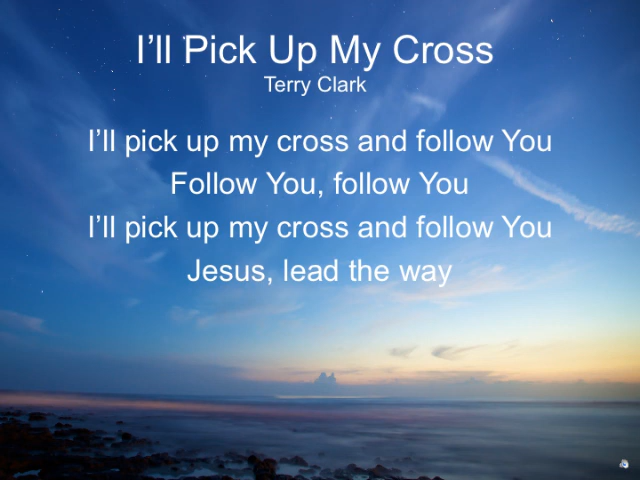 I’ll Pick Up My Cross
Terry Clark
I’ll pick up my cross and follow You
Follow You, follow You
I’ll pick up my cross and follow You
Jesus, lead the way